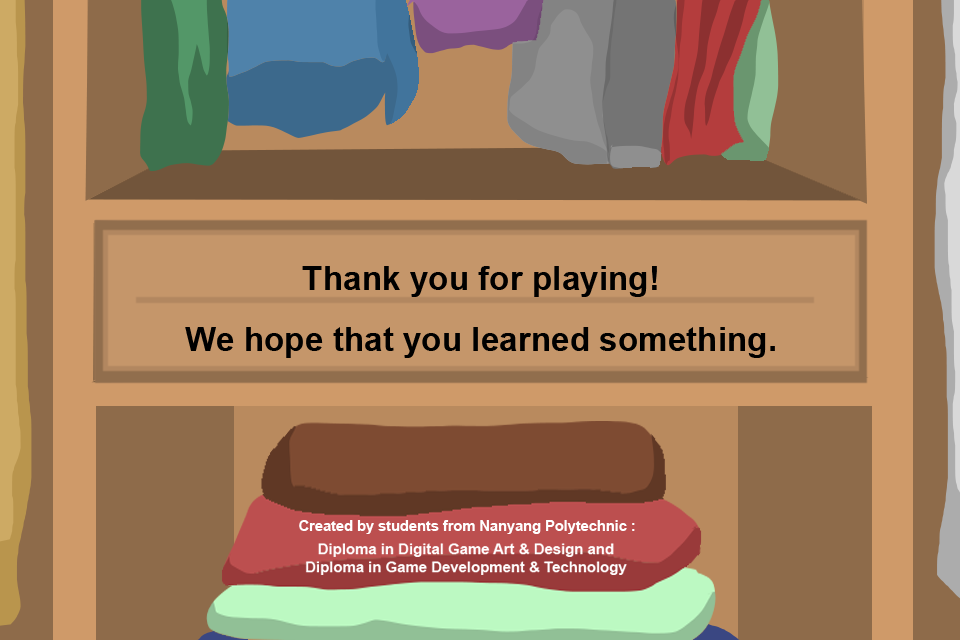 Thank you for playing!
We hope that you learned something.
Created by students from Nanyang Polytechnic :
Diploma in Digital Game Art & Design and
Diploma in Game Development & Technology